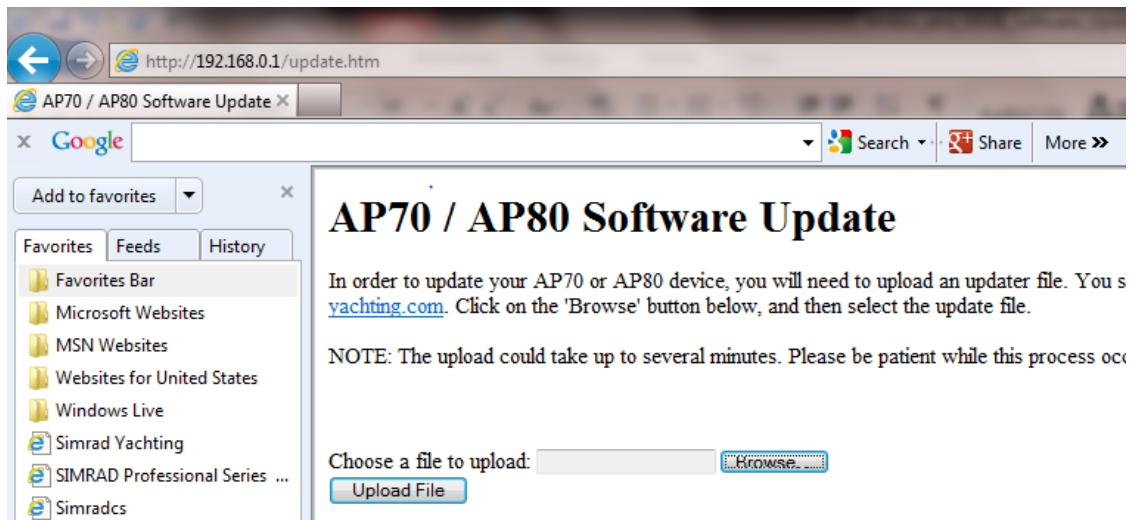 http://192.168.0.1/update.htm
AP70 / AP80 Software Update ×
x Google Search Share More »
Add to favorites ×
Favorites Feeds History
Favorites Bar
Microsoft Websites
MSN Websites
Websites for United States
Windows Live
Simrad Yachting
SIMRAD Professional Series ...
Simradcs
AP70 / AP80 Software Update
In order to update your AP70 or AP80 device, you will need to upload an updater file. You s
yachting.com. Click on the 'Browse' button below, and then select the update file.
NOTE: The upload could take up to several minutes. Please be patient while this process occ
Choose a file to upload: Browse...
Upload File